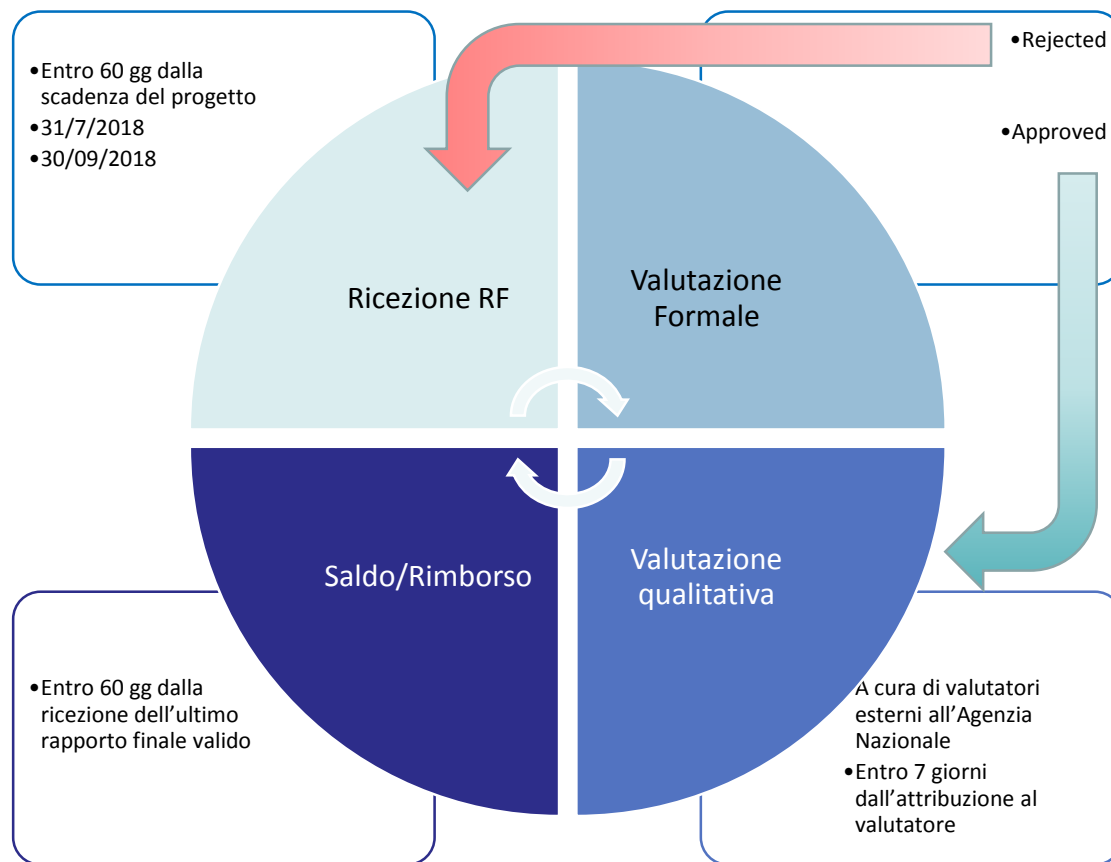 •Entro 60 gg dalla
scadenza del progetto
•31/7/2018
•30/09/2018
•Rejected
•Approved
Ricezione RF
Valutazione
Formale
Saldo/Rimborso
Valutazione
qualitativa
•Entro 60 gg dalla
ricezione dell’ultimo
rapporto finale valido
A cura di valutatori
esterni all’Agenzia
Nazionale
•Entro 7 giorni
dall’attribuzione al
valutatore